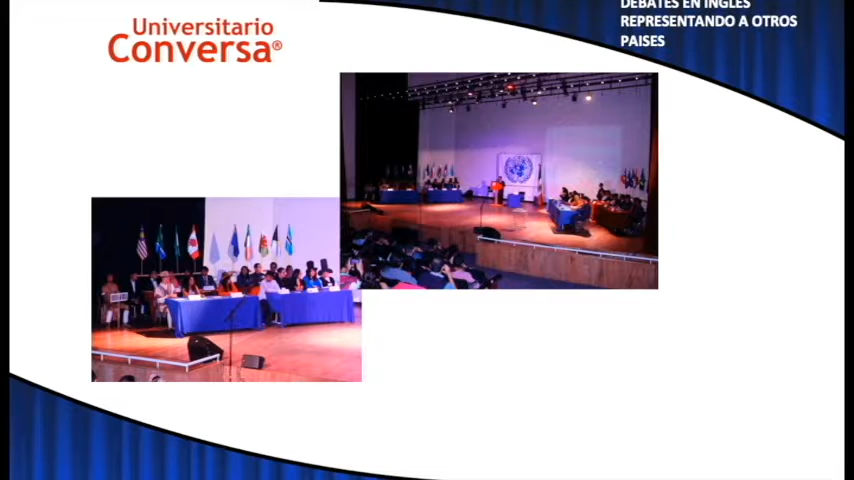 Universitario
Conversa®
DEBATES EN INGLES
REPRESENTANDO A OTROS
PAISES